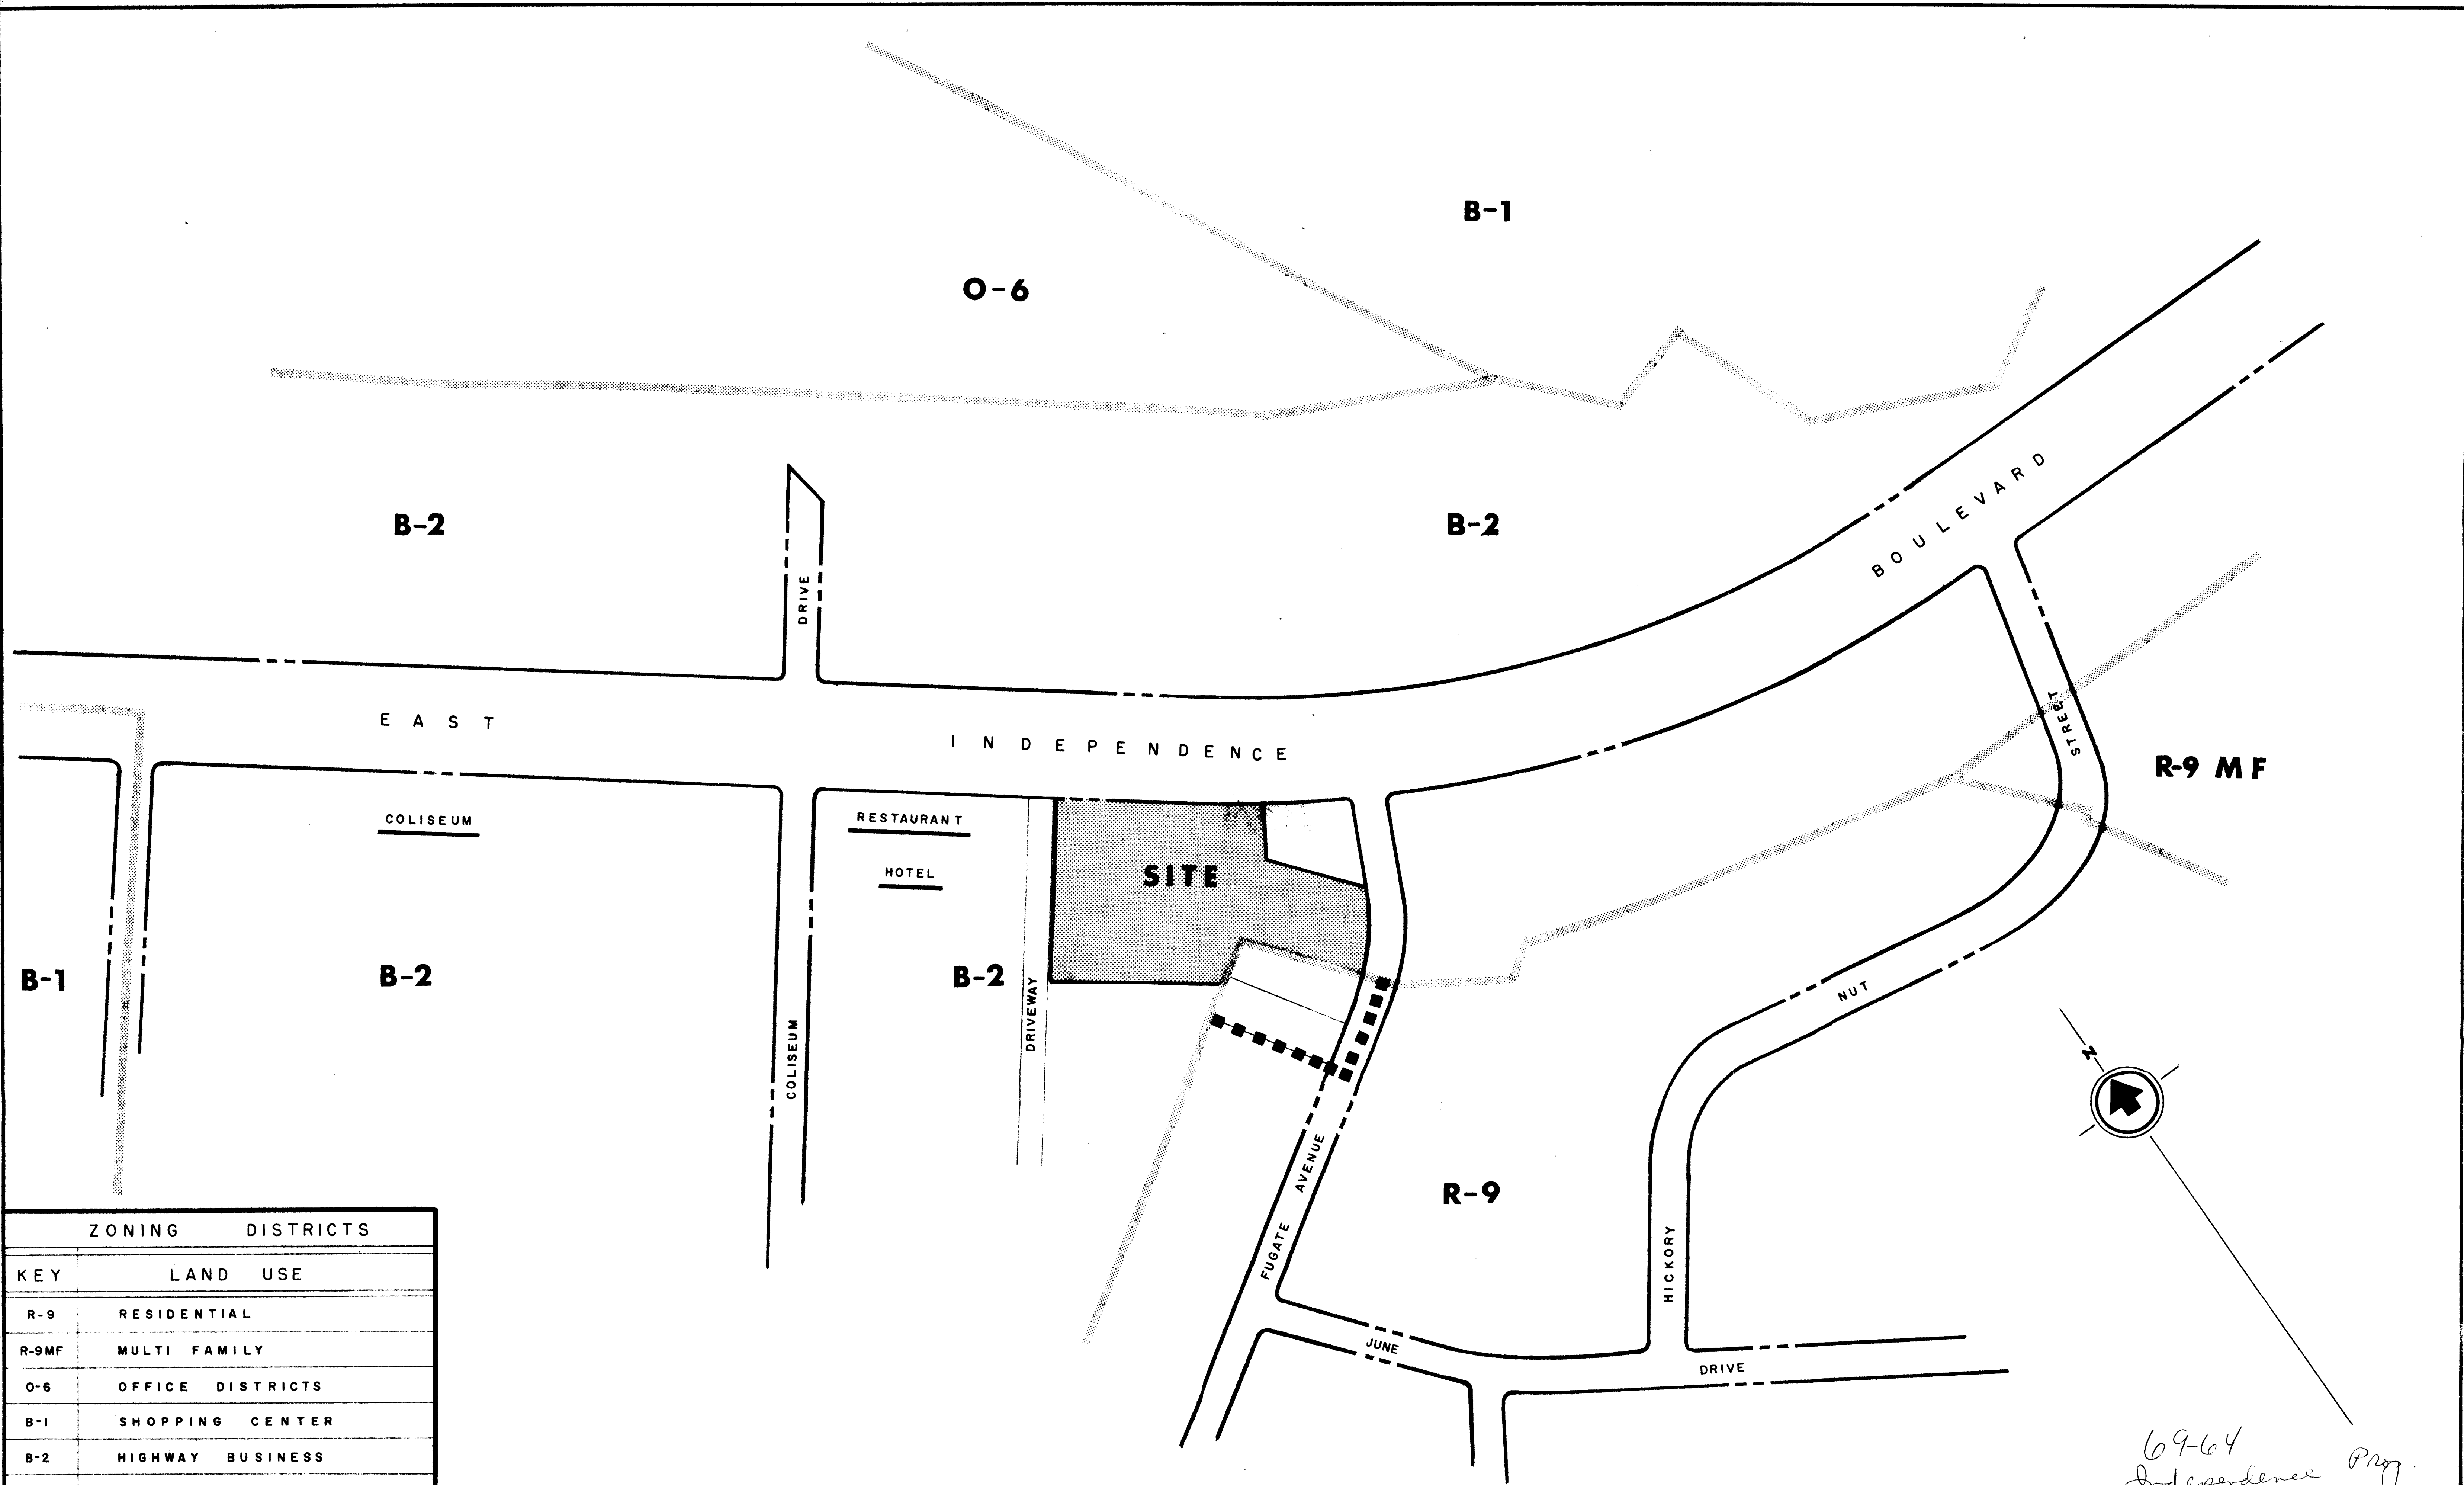 B-1
O-6
B-2
B-2
DRIVE
BOULEVARD
EAST
INDEPENDENCE
STREET
R-9 MF
COLISEUM
RESTAURANT
HOTEL
SITE
B-1
B-2
B-2
DRIVEWAY
COLISEUM
NUT
N
FUGATE AVENUE
R-9
HICKORY
JUNE
DRIVE
ZONING DISTRICTS
KEY LAND USE
R-9 RESIDENTIAL
R-9MF MULTI FAMILY
O-6 OFFICE DISTRICTS
B-1 SHOPPING CENTER
B-2 HIGHWAY BUSINESS
69-64
Independence Prop.